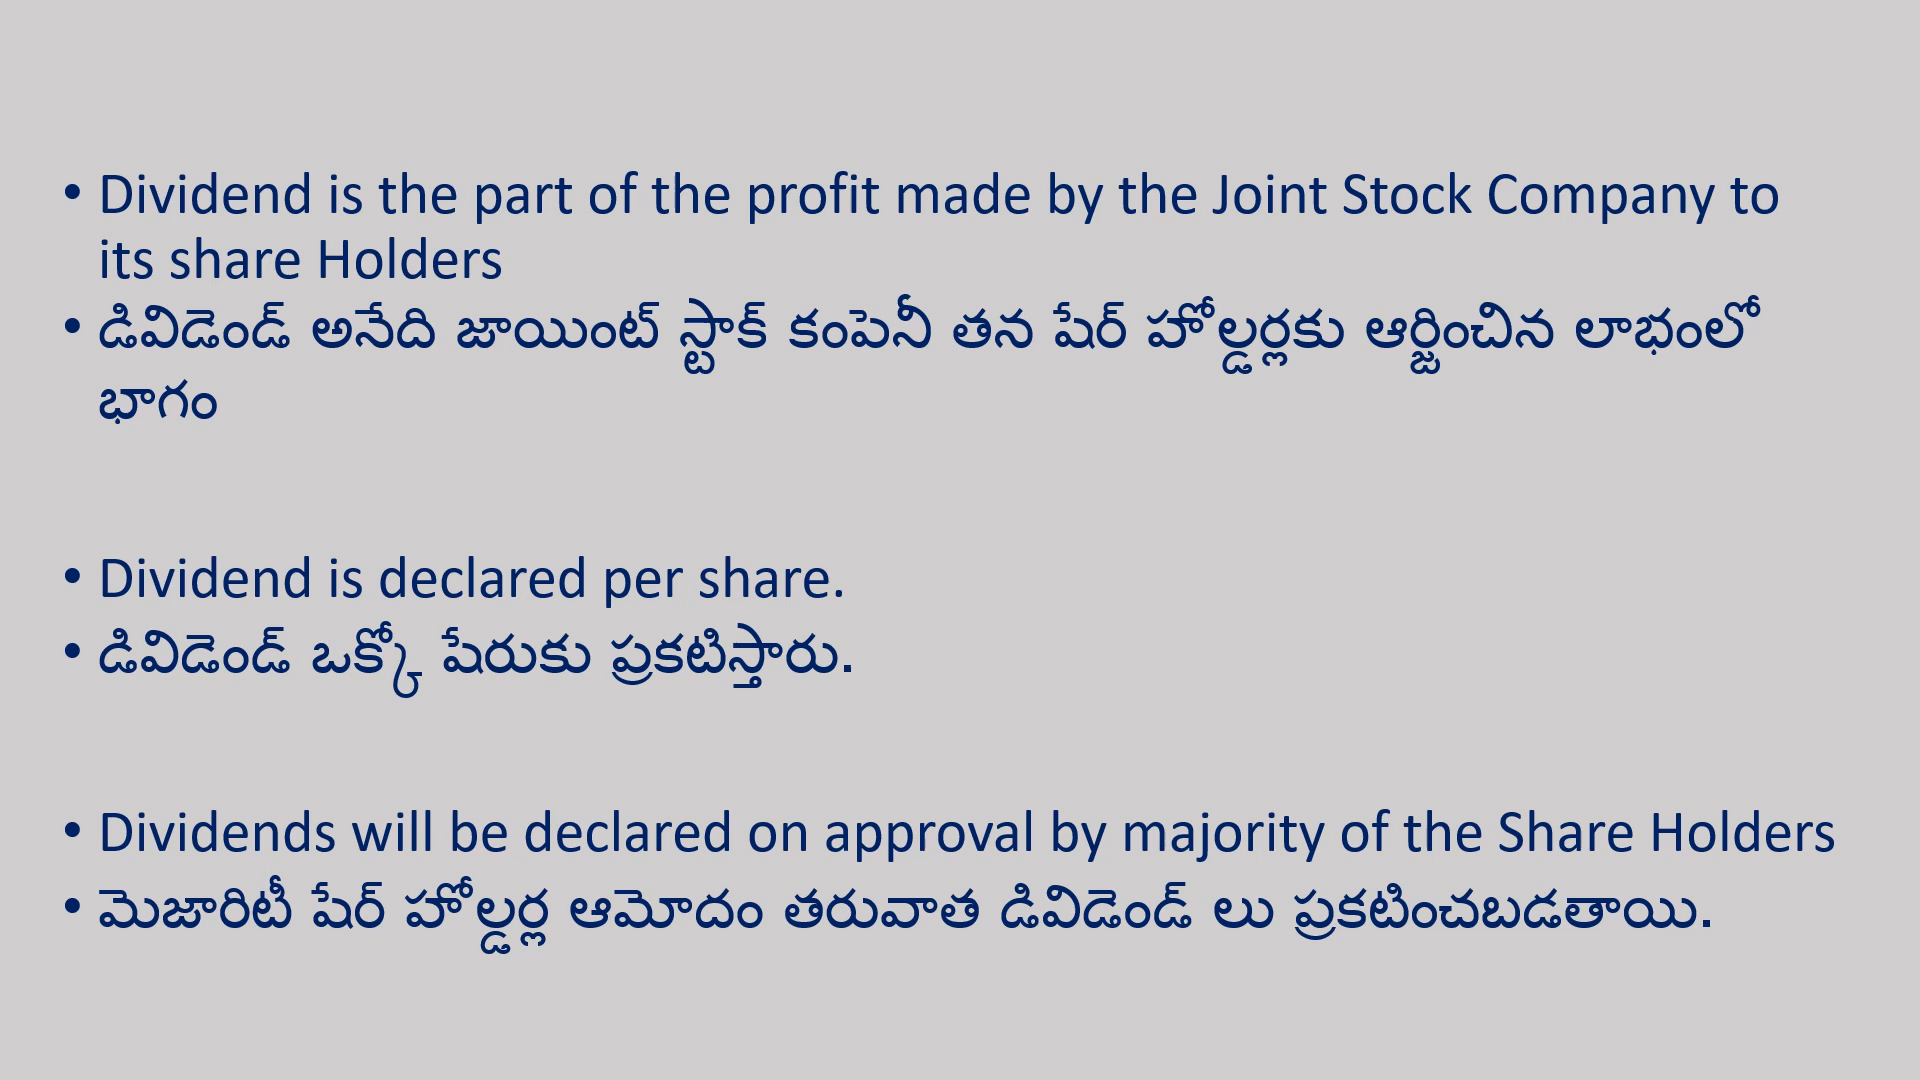 • Dividend is the part of the profit made by the Joint Stock Company to
its share Holders
• డివిడెండ్ అనేది జాయింట్ స్టాక్ కంపెనీ తన షేర్ హోల్డర్లకు ఆర్జించిన లాభంలో
భాగం
• Dividend is declared per share.
• డివిడెండ్ ఒక్కో షేరుకు ప్రకటిస్తారు.
• Dividends will be declared on approval by majority of the Share Holders
• మెజారిటీ షేర్ హోల్డర్ల ఆమోదం తరువాత డివిడెండ్ లు ప్రకటించబడతాయి.